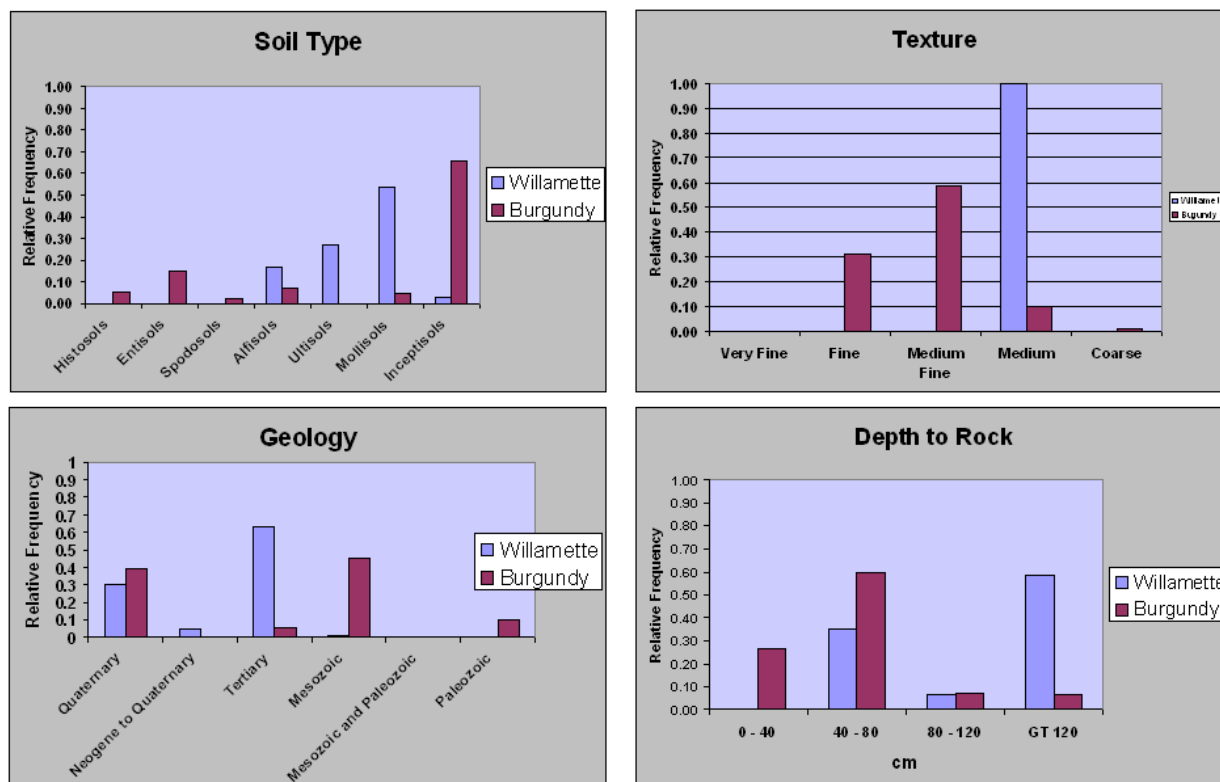 Soil Type
Relative Frequency
1.00
0.90
0.80
0.70
0.60
0.50
0.40
0.30
0.20
0.10
0.00
Histosols
Entisols
Spodosols
Alfisols
Ultisols
Mollisols
Inceptisols
Willamette
Burgundy
Texture
Relative Frequency
1.00
0.90
0.80
0.70
0.60
0.50
0.40
0.30
0.20
0.10
0.00
Very Fine
Fine
Medium Fine
Medium
Coarse
Bugundy
Geology
Relative Frequency
1
0.9
0.8
0.7
0.6
0.5
0.4
0.3
0.2
0.1
0
Quaternary
Neogene to Quaternary
Tertiary
Mesozoic
Mesozoic and Paleozoic
Paleozoic
Willamette
Burgundy
Depth to Rock
Relative Frequency
1.00
0.90
0.80
0.70
0.60
0.50
0.40
0.30
0.20
0.10
0.00
0 - 40
40 - 80
80 - 120
GT 120
cm
Willamette
Burgundy